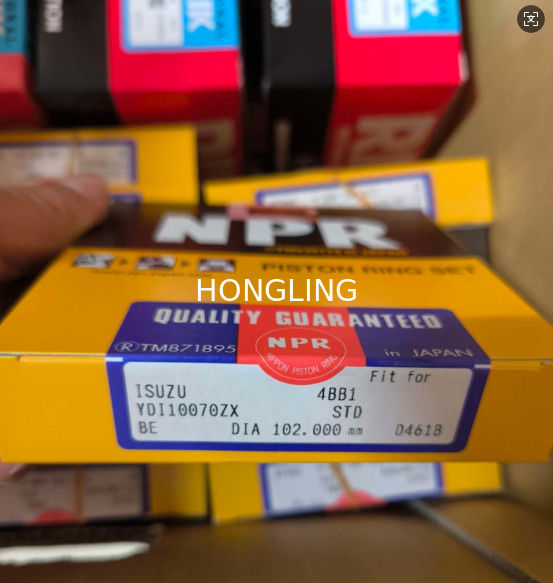 NPR
PISTON RING SET
HONGLING
QUALITY GUARANTEED
NPR
NIPPON PISTON RING
®TM871895
in JAPAN
Fit for
ISUZU 4BB1
YDI10070ZX STD
BE DIA 102.000 mm D461B